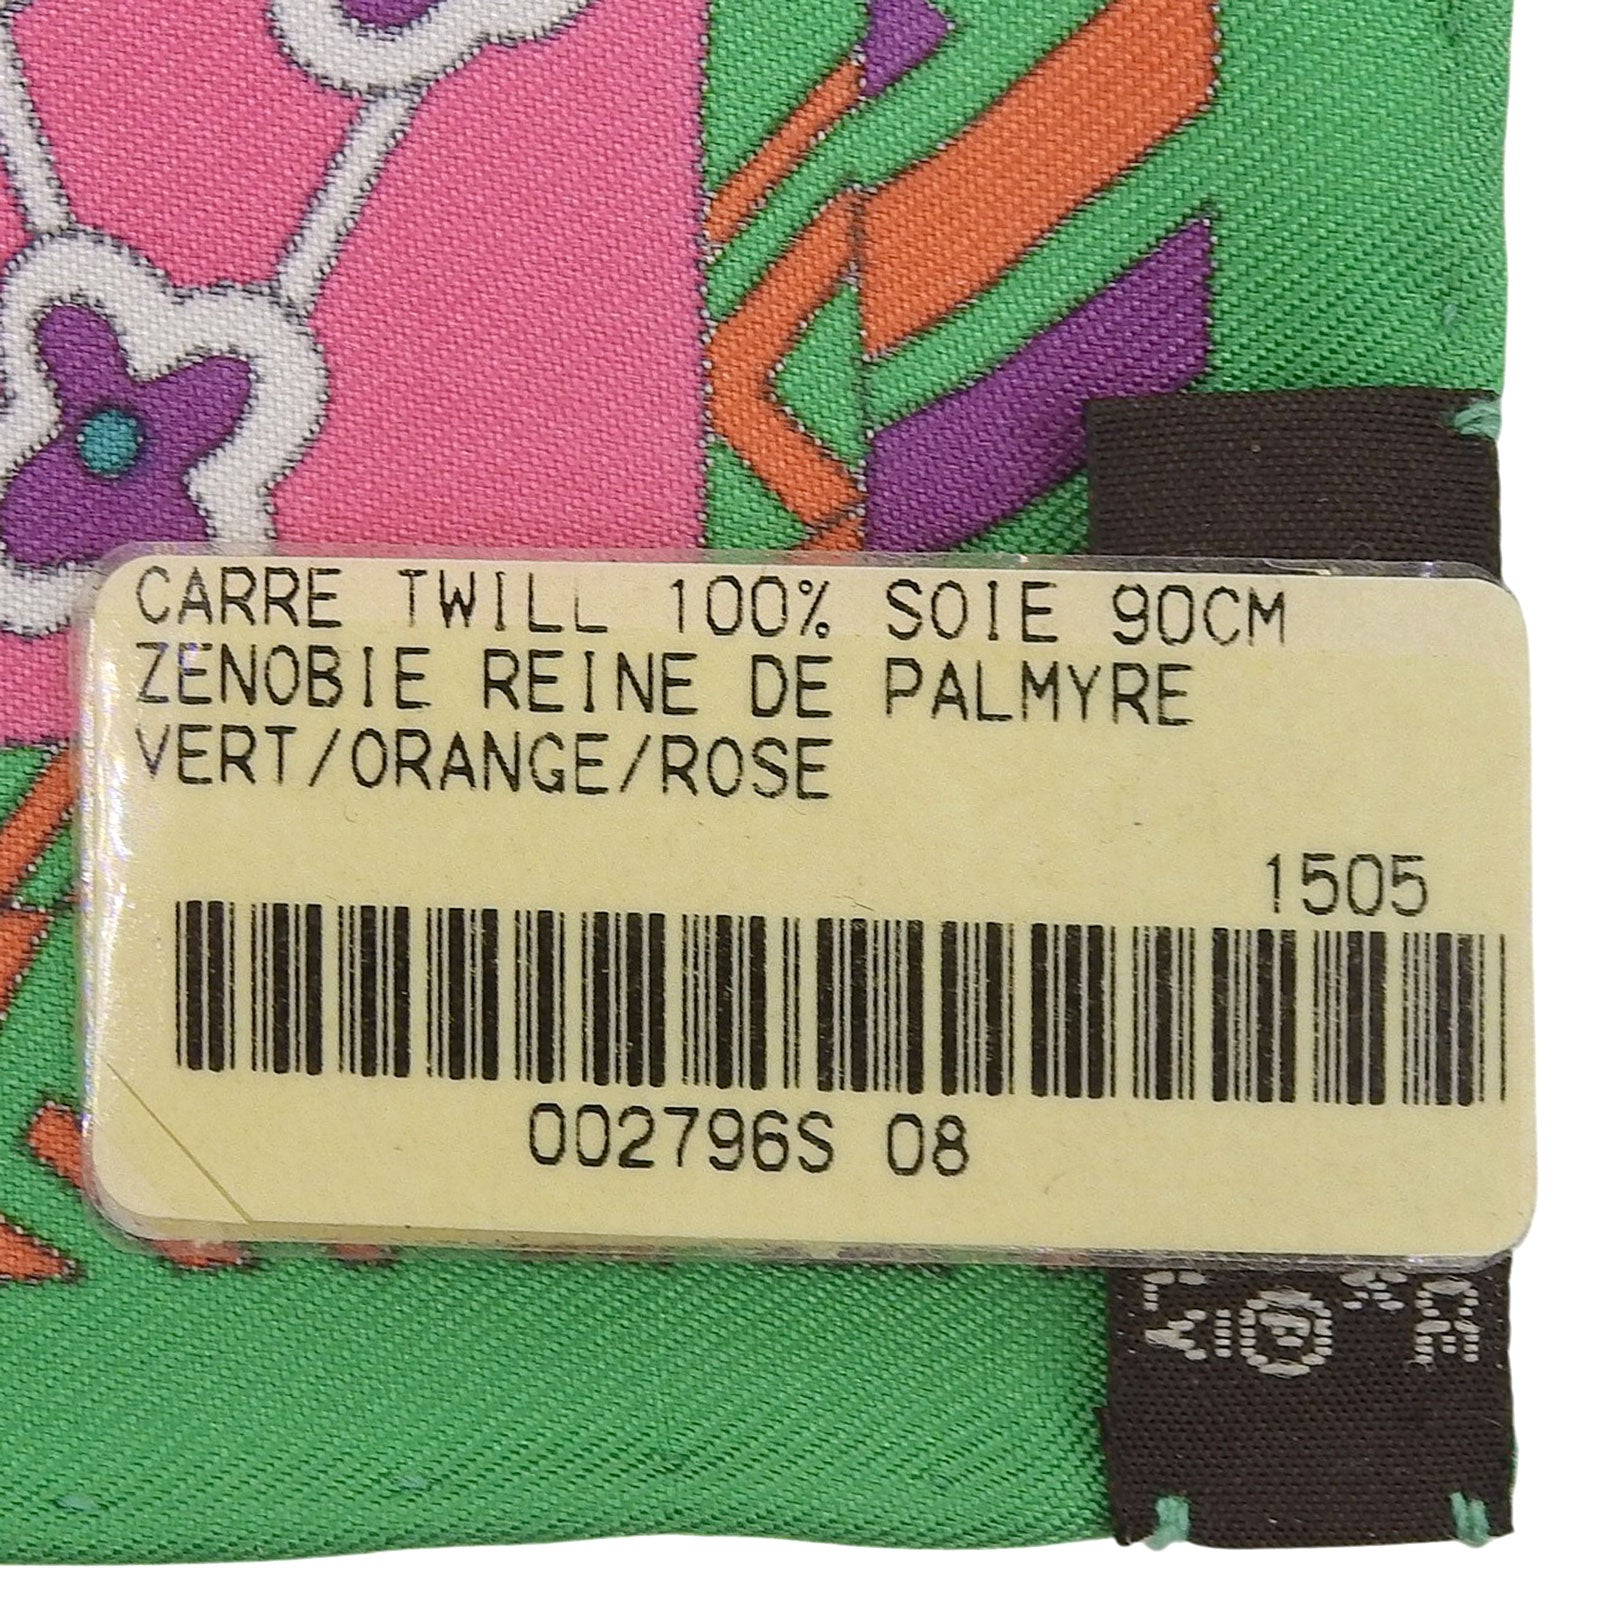 CARRE TWILL 100% SOIE 90CM
ZENOBIE REINE DE PALMYRE
VERT/ORANGE/ROSE
1505
002796S 08